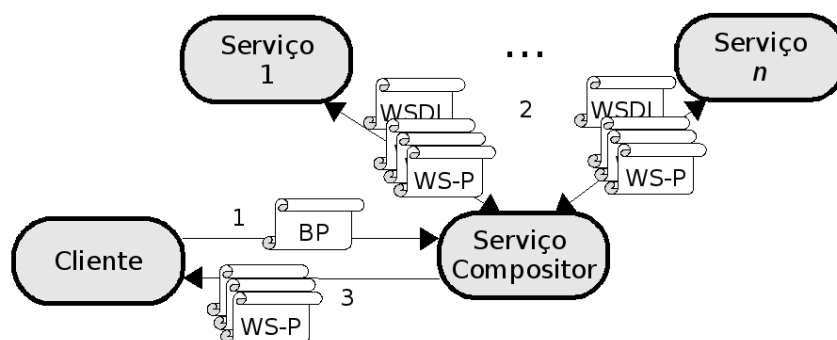 Serviço
1
...
Serviço
n
WSDL
2
WSDL
WS-P
WS-P
1
BP
Serviço
Compositor
Cliente
3
WS-P